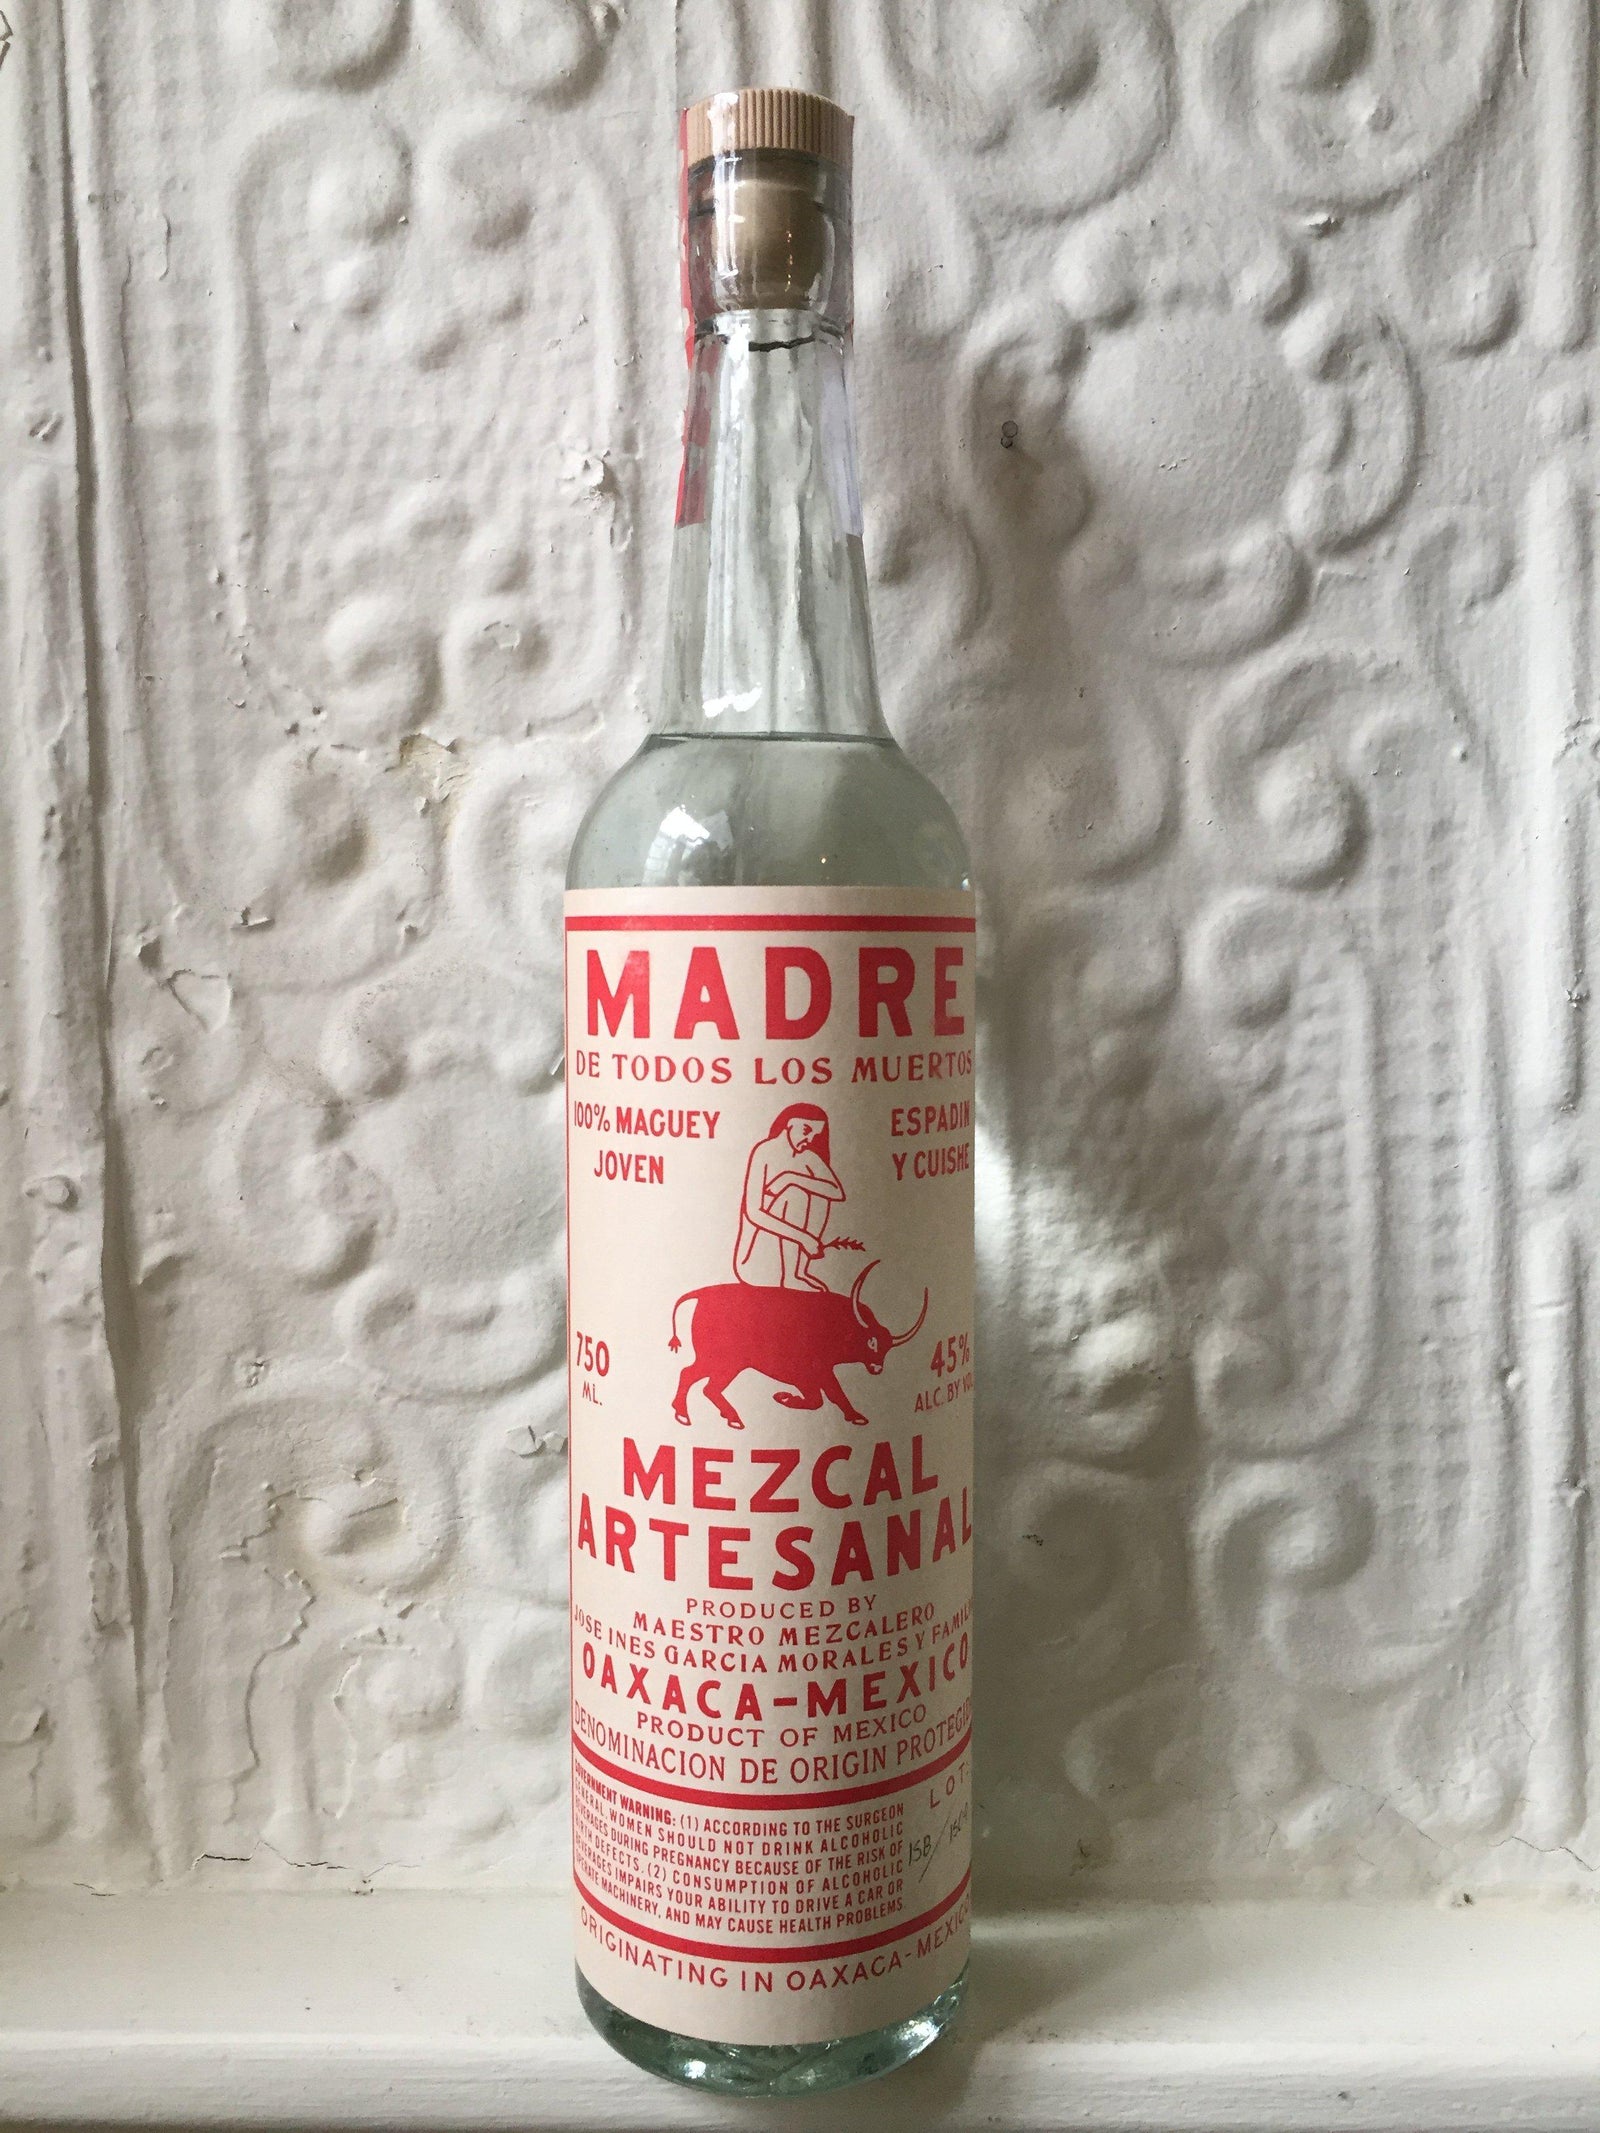 MADRE
DE TODOS LOS MUERTOS
100% MAGUEY
JOVEN
ESPADIN
Y CUISHE
750
ML.
45%
ALC. BY VOL
MEZCAL
ARTESANAL
PRODUCED BY
MAESTRO MEZCALERO
JOSE INES GARCIA MORALES Y FAMILIA
OAXACA-MEXICO
PRODUCT OF MEXICO
DENOMINACION DE ORIGIN PROTEGIDA
GOVERNMENT WARNING: (1) ACCORDING TO THE SURGEON
GENERAL, WOMEN SHOULD NOT DRINK ALCOHOLIC
BEVERAGES DURING PREGNANCY BECAUSE OF THE RISK OF
BIRTH DEFECTS. (2) CONSUMPTION OF ALCOHOLIC
BEVERAGES IMPAIRS YOUR ABILITY TO DRIVE A CAR OR
OPERATE MACHINERY, AND MAY CAUSE HEALTH PROBLEMS.
LOT:
ORIGINATING IN OAXACA-MEXICO